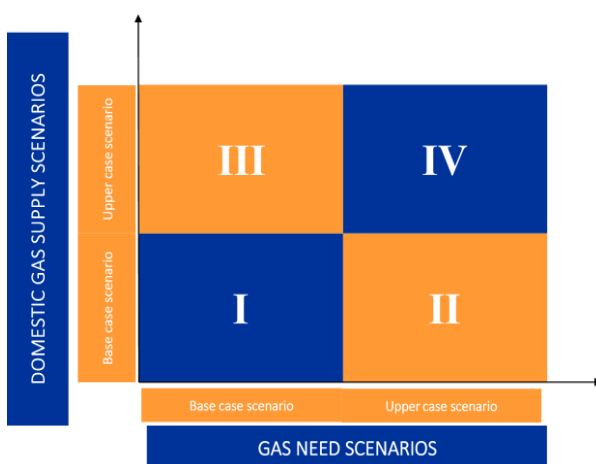 DOMESTIC GAS SUPPLY SCENARIOS
Upper case scenario
Base case scenario
III
IV
I
II
Base case scenario
Upper case scenario
GAS NEED SCENARIOS